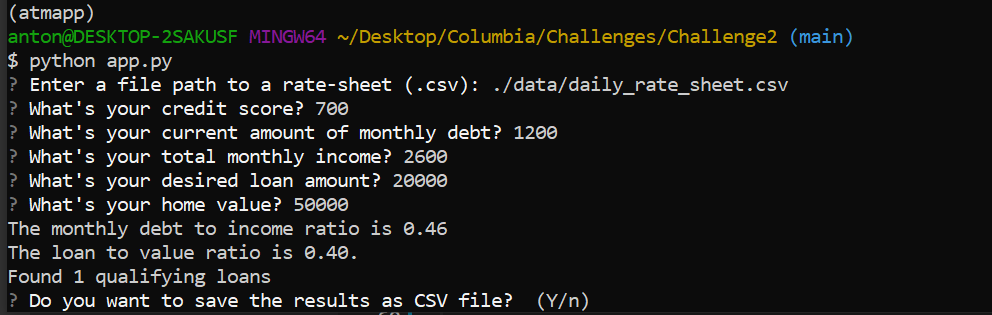 (atmapp)
anton@DESKTOP-2SAKUSF MINGW64 ~/Desktop/Columbia/Challenges/Challenge2 (main)
$ python app.py
? Enter a file path to a rate-sheet (.csv): ./data/daily_rate_sheet.csv
? What's your credit score? 700
? What's your current amount of monthly debt? 1200
? What's your total monthly income? 2600
? What's your desired loan amount? 20000
? What's your home value? 50000
The monthly debt to income ratio is 0.46
The loan to value ratio is 0.40.
Found 1 qualifying loans
? Do you want to save the results as CSV file?  (Y/n)